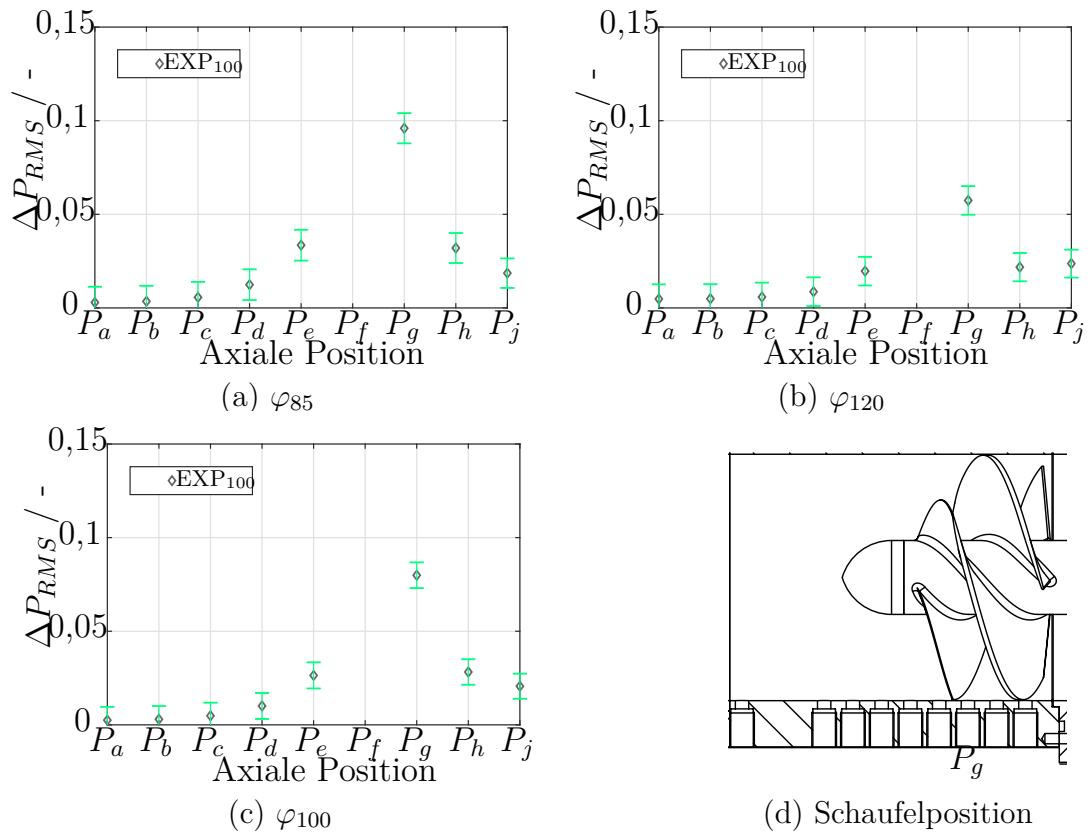 0,15
0,1
0,05
0
ΔP_RMS / -
EXP₁₀₀
P_a P_b P_c P_d P_e P_f P_g P_h P_j
Axiale Position
(a) φ₈₅
0,15
0,1
0,05
0
ΔP_RMS / -
EXP₁₀₀
P_a P_b P_c P_d P_e P_f P_g P_h P_j
Axiale Position
(b) φ₁₂₀
0,15
0,1
0,05
0
ΔP_RMS / -
EXP₁₀₀
P_a P_b P_c P_d P_e P_f P_g P_h P_j
Axiale Position
(c) φ₁₀₀
P_g
(d) Schaufelposition